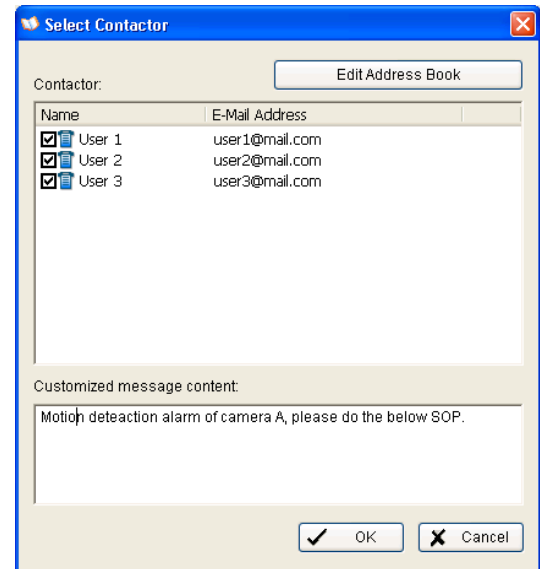 Select Contactor
Edit Address Book
Contactor:
Name E-Mail Address
User 1 user1@mail.com
User 2 user2@mail.com
User 3 user3@mail.com
Customized message content:
Motion deteaction alarm of camera A, please do the below SOP.
OK Cancel